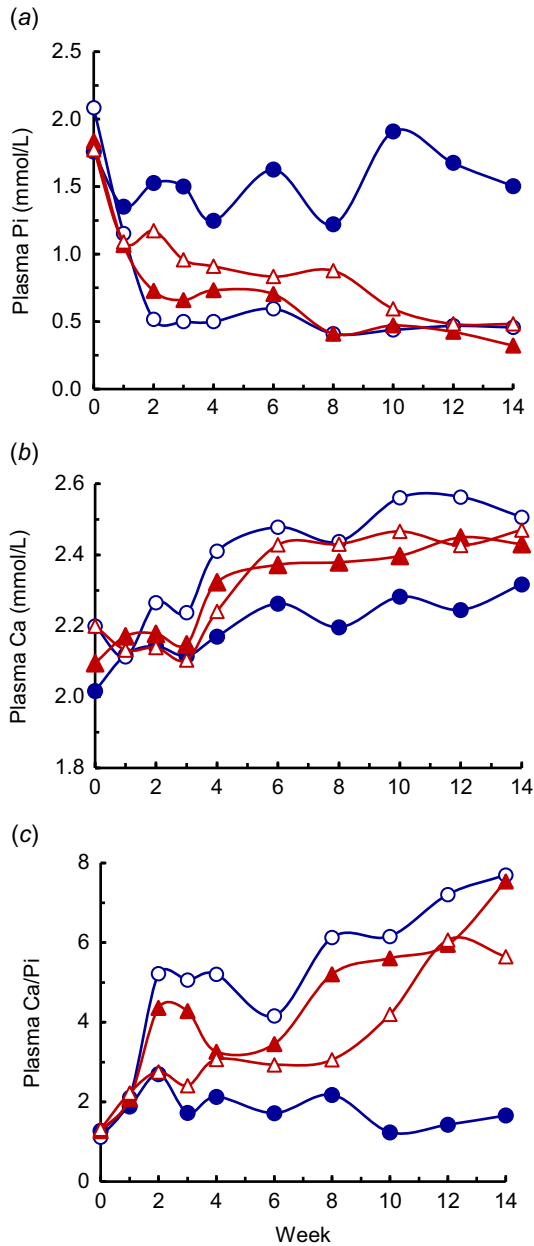 (a)
Plasma Pi (mmol/L)
2.5
2.0
1.5
1.0
0.5
0.0
0 2 4 6 8 10 12 14
(b)
Plasma Ca (mmol/L)
2.6
2.4
2.2
2.0
1.8
0 2 4 6 8 10 12 14
(c)
Plasma Ca/Pi
8
6
4
2
0
0 2 4 6 8 10 12 14
Week